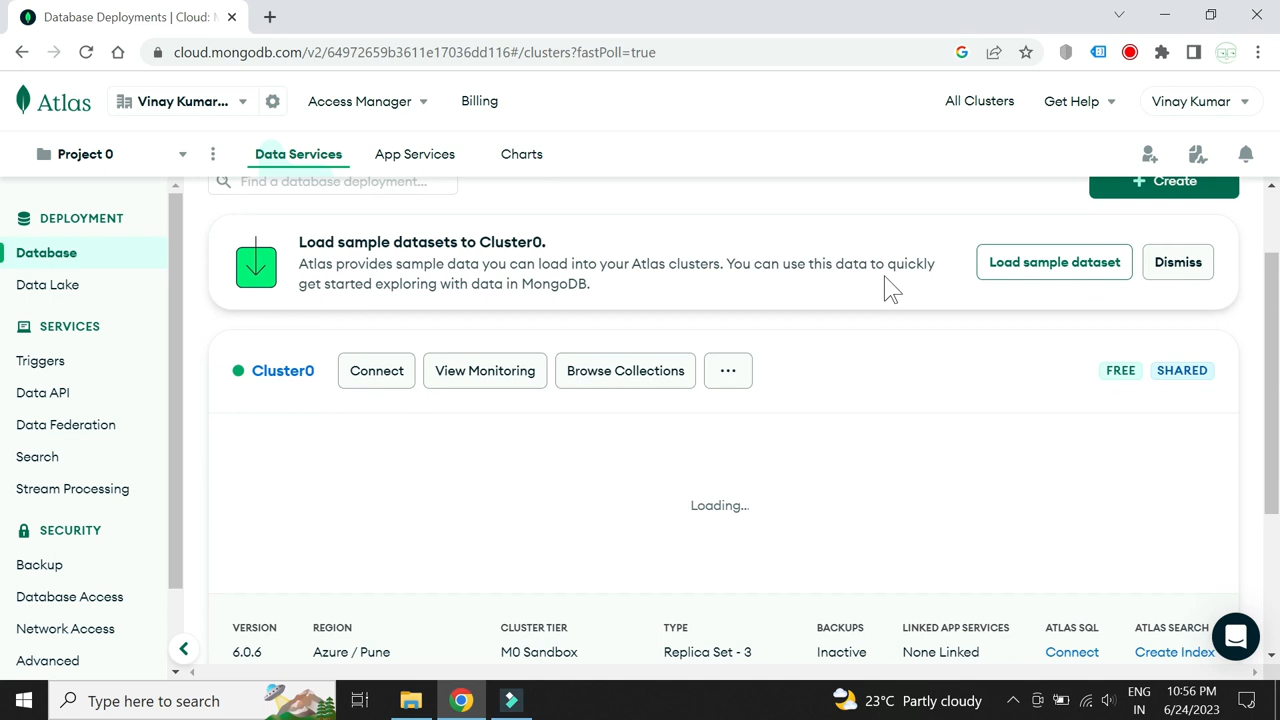 Database Deployments | Cloud: M
cloud.mongodb.com/v2/64972659b3611e17036dd116#/clusters?fastPoll=true
Atlas
Vinay Kumar...
Access Manager
Billing
All Clusters
Get Help
Vinay Kumar
Project 0
Data Services
App Services
Charts
Find a database deployment...
+ Create
DEPLOYMENT
Database
Data Lake
SERVICES
Triggers
Data API
Data Federation
Search
Stream Processing
SECURITY
Backup
Database Access
Network Access
Advanced
Load sample datasets to Cluster0.
Atlas provides sample data you can load into your Atlas clusters. You can use this data to quickly
get started exploring with data in MongoDB.
Load sample dataset
Dismiss
Cluster0
Connect
View Monitoring
Browse Collections
...
FREE
SHARED
Loading...
VERSION
REGION
CLUSTER TIER
TYPE
BACKUPS
LINKED APP SERVICES
ATLAS SQL
ATLAS SEARCH
6.0.6
Azure / Pune
M0 Sandbox
Replica Set - 3
Inactive
None Linked
Connect
Create Index
Type here to search
23°C Partly cloudy
ENG
IN
10:56 PM
6/24/2023